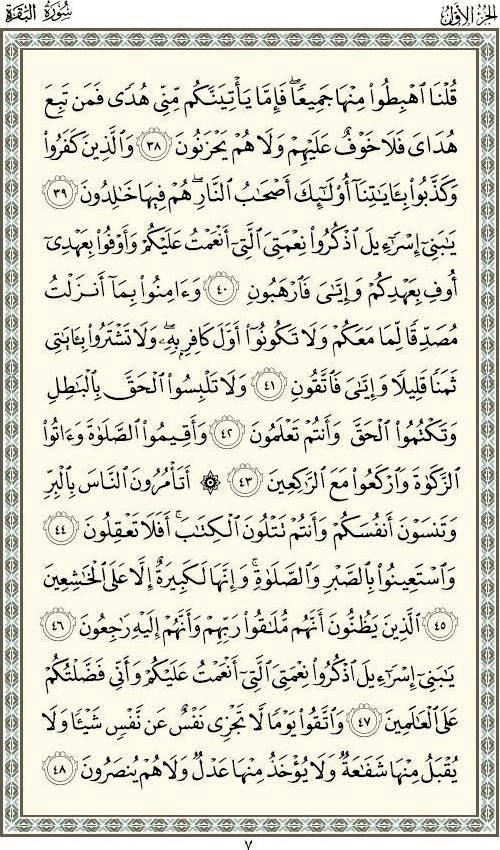 الجزء الأول
سورة البقرة
قُلْنَا ٱهْبِطُوا۟ مِنْهَا جَمِيعًا ۖ فَإِمَّا يَأْتِيَنَّكُم مِّنِّى هُدًى فَمَن تَبِعَ
هُدَاىَ فَلَا خَوْفٌ عَلَيْهِمْ وَلَا هُمْ يَحْزَنُونَ ٣٨ وَٱلَّذِينَ كَفَرُوا۟
وَكَذَّبُوا۟ بِـَٔايَـٰتِنَآ أُو۟لَـٰٓئِكَ أَصْحَـٰبُ ٱلنَّارِ ۖ هُمْ فِيهَا خَـٰلِدُونَ ٣٩
يَـٰبَنِىٓ إِسْرَٰٓءِيلَ ٱذْكُرُوا۟ نِعْمَتِىَ ٱلَّتِىٓ أَنْعَمْتُ عَلَيْكُمْ وَأَوْفُوا۟ بِعَهْدِىٓ
أُوفِ بِعَهْدِكُمْ وَإِيَّـٰىَ فَٱرْهَبُونِ ٤٠ وَءَامِنُوا۟ بِمَآ أَنزَلْتُ
مُصَدِّقًا لِّمَا مَعَكُمْ وَلَا تَكُونُوٓا۟ أَوَّلَ كَافِرٍۭ بِهِۦ ۖ وَلَا تَشْتَرُوا۟ بِـَٔايَـٰتِى
ثَمَنًا قَلِيلًا وَإِيَّـٰىَ فَٱتَّقُونِ ٤١ وَلَا تَلْبِسُوا۟ ٱلْحَقَّ بِٱلْبَـٰطِلِ
وَتَكْتُمُوا۟ ٱلْحَقَّ وَأَنتُمْ تَعْلَمُونَ ٤٢ وَأَقِيمُوا۟ ٱلصَّلَوٰةَ وَءَاتُوا۟
ٱلزَّكَوٰةَ وَٱرْكَعُوا۟ مَعَ ٱلرَّٰكِعِينَ ٤٣ ۞ أَتَأْمُرُونَ ٱلنَّاسَ بِٱلْبِرِّ
وَتَنسَوْنَ أَنفُسَكُمْ وَأَنتُمْ تَتْلُونَ ٱلْكِتَـٰبَ ۚ أَفَلَا تَعْقِلُونَ ٤٤
وَٱسْتَعِينُوا۟ بِٱلصَّبْرِ وَٱلصَّلَوٰةِ ۚ وَإِنَّهَا لَكَبِيرَةٌ إِلَّا عَلَى ٱلْخَـٰشِعِينَ
٤٥ ٱلَّذِينَ يَظُنُّونَ أَنَّهُم مُّلَـٰقُوا۟ رَبِّهِمْ وَأَنَّهُمْ إِلَيْهِ رَٰجِعُونَ ٤٦
يَـٰبَنِىٓ إِسْرَٰٓءِيلَ ٱذْكُرُوا۟ نِعْمَتِىَ ٱلَّتِىٓ أَنْعَمْتُ عَلَيْكُمْ وَأَنِّى فَضَّلْتُكُمْ
عَلَى ٱلْعَـٰلَمِينَ ٤٧ وَٱتَّقُوا۟ يَوْمًا لَّا تَجْزِى نَفْسٌ عَن نَّفْسٍ شَيْـًٔا وَلَا
يُقْبَلُ مِنْهَا شَفَـٰعَةٌ وَلَا يُؤْخَذُ مِنْهَا عَدْلٌ وَلَا هُمْ يُنصَرُونَ ٤٨
٧